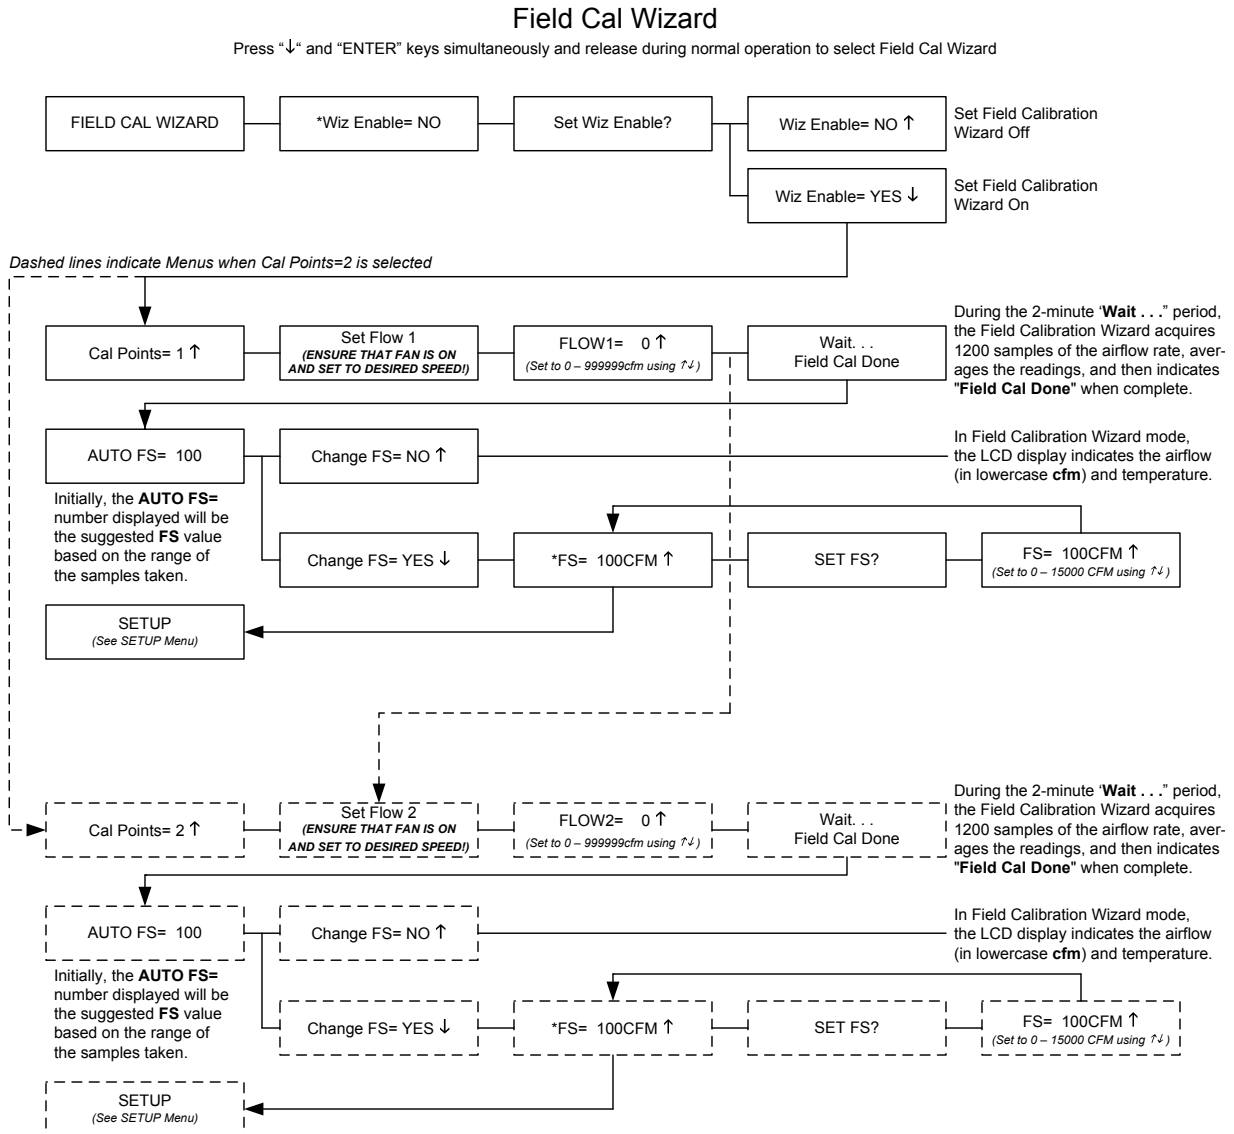 Field Cal Wizard
Press “↓“ and “ENTER” keys simultaneously and release during normal operation to select Field Cal Wizard
FIELD CAL WIZARD
*Wiz Enable= NO
Set Wiz Enable?
Wiz Enable= NO ↑
Set Field Calibration
Wizard Off
Wiz Enable= YES ↓
Set Field Calibration
Wizard On
Dashed lines indicate Menus when Cal Points=2 is selected
Cal Points= 1 ↑
Set Flow 1
(ENSURE THAT FAN IS ON
AND SET TO DESIRED SPEED!)
FLOW1= 0 ↑
(Set to 0 – 999999cfm using ↑↓)
Wait. . .
Field Cal Done
During the 2-minute ‘Wait . . .” period,
the Field Calibration Wizard acquires
1200 samples of the airflow rate, aver-
ages the readings, and then indicates
"Field Cal Done" when complete.
AUTO FS= 100
Change FS= NO ↑
In Field Calibration Wizard mode,
the LCD display indicates the airflow
(in lowercase cfm) and temperature.
Initially, the AUTO FS=
number displayed will be
the suggested FS value
based on the range of
the samples taken.
Change FS= YES ↓
*FS= 100CFM ↑
SET FS?
FS= 100CFM ↑
(Set to 0 – 15000 CFM using ↑↓)
SETUP
(See SETUP Menu)
Cal Points= 2 ↑
Set Flow 2
(ENSURE THAT FAN IS ON
AND SET TO DESIRED SPEED!)
FLOW2= 0 ↑
(Set to 0 – 999999cfm using ↑↓)
Wait. . .
Field Cal Done
During the 2-minute ‘Wait . . .” period,
the Field Calibration Wizard acquires
1200 samples of the airflow rate, aver-
ages the readings, and then indicates
"Field Cal Done" when complete.
AUTO FS= 100
Change FS= NO ↑
In Field Calibration Wizard mode,
the LCD display indicates the airflow
(in lowercase cfm) and temperature.
Initially, the AUTO FS=
number displayed will be
the suggested FS value
based on the range of
the samples taken.
Change FS= YES ↓
*FS= 100CFM ↑
SET FS?
FS= 100CFM ↑
(Set to 0 – 15000 CFM using ↑↓)
SETUP
(See SETUP Menu)